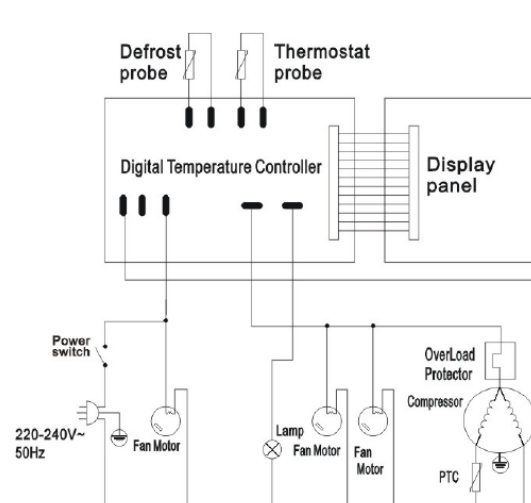 Defrost
probe
Thermostat
probe
Digital Temperature Controller
Display
panel
Power
switch
OverLoad
Protector
Compressor
220-240V~
50Hz
Fan Motor
Lamp
Fan Motor
Fan
Motor
PTC